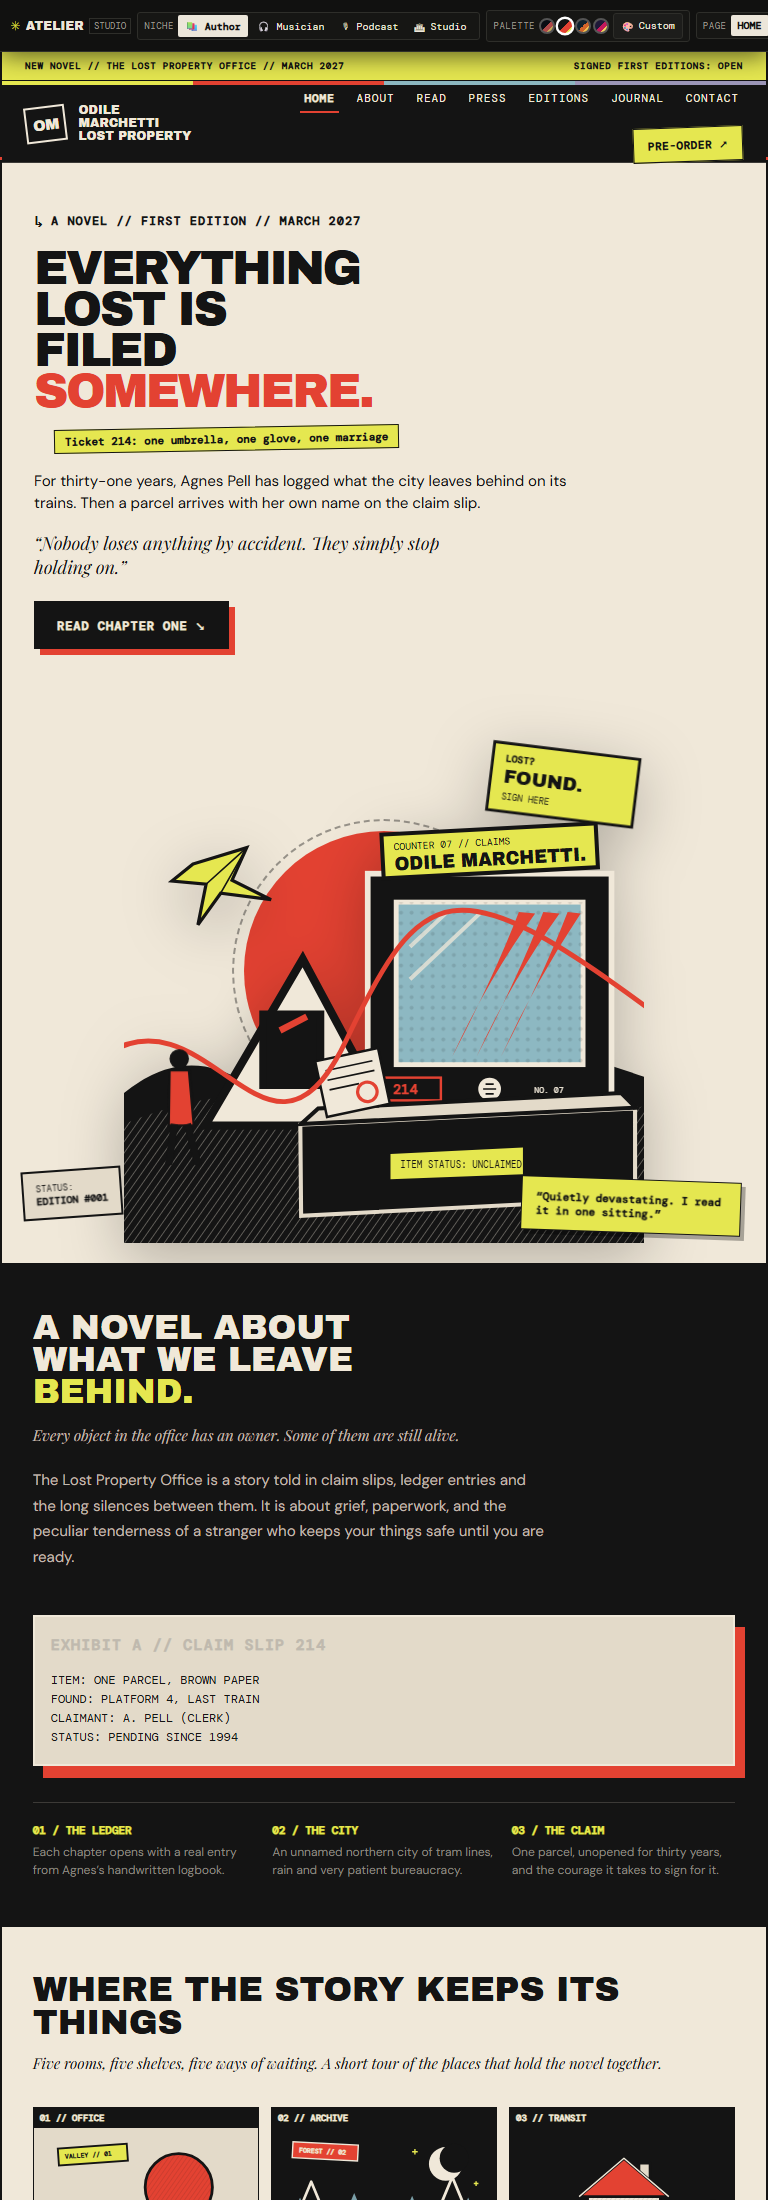 ATELIER STUDIO NICHE Author Musician Podcast Studio PALETTE Custom PAGE HOME
NEW NOVEL // THE LOST PROPERTY OFFICE // MARCH 2027 SIGNED FIRST EDITIONS: OPEN
OM
ODILE
MARCHETTI
LOST PROPERTY
HOME ABOUT READ PRESS EDITIONS JOURNAL CONTACT
PRE-ORDER ↗
↳ A NOVEL // FIRST EDITION // MARCH 2027
EVERYTHING
LOST IS
FILED
SOMEWHERE.
Ticket 214: one umbrella, one glove, one marriage
For thirty-one years, Agnes Pell has logged what the city leaves behind on its
trains. Then a parcel arrives with her own name on the claim slip.
“Nobody loses anything by accident. They simply stop
holding on.”
READ CHAPTER ONE ↘
LOST?
FOUND.
SIGN HERE
COUNTER 07 // CLAIMS
ODILE MARCHETTI.
214
NO. 07
ITEM STATUS: UNCLAIMED
STATUS:
EDITION #001
“Quietly devastating. I read
it in one sitting.”
A NOVEL ABOUT
WHAT WE LEAVE
BEHIND.
Every object in the office has an owner. Some of them are still alive.
The Lost Property Office is a story told in claim slips, ledger entries and
the long silences between them. It is about grief, paperwork, and the
peculiar tenderness of a stranger who keeps your things safe until you are
ready.
EXHIBIT A // CLAIM SLIP 214
ITEM: ONE PARCEL, BROWN PAPER
FOUND: PLATFORM 4, LAST TRAIN
CLAIMANT: A. PELL (CLERK)
STATUS: PENDING SINCE 1994
01 / THE LEDGER
Each chapter opens with a real entry
from Agnes’s handwritten logbook.
02 / THE CITY
An unnamed northern city of tram lines,
rain and very patient bureaucracy.
03 / THE CLAIM
One parcel, unopened for thirty years,
and the courage it takes to sign for it.
WHERE THE STORY KEEPS ITS
THINGS
Five rooms, five shelves, five ways of waiting. A short tour of the places that hold the novel together.
01 // OFFICE
VALLEY // 01
02 // ARCHIVE
FOREST // 02
03 // TRANSIT